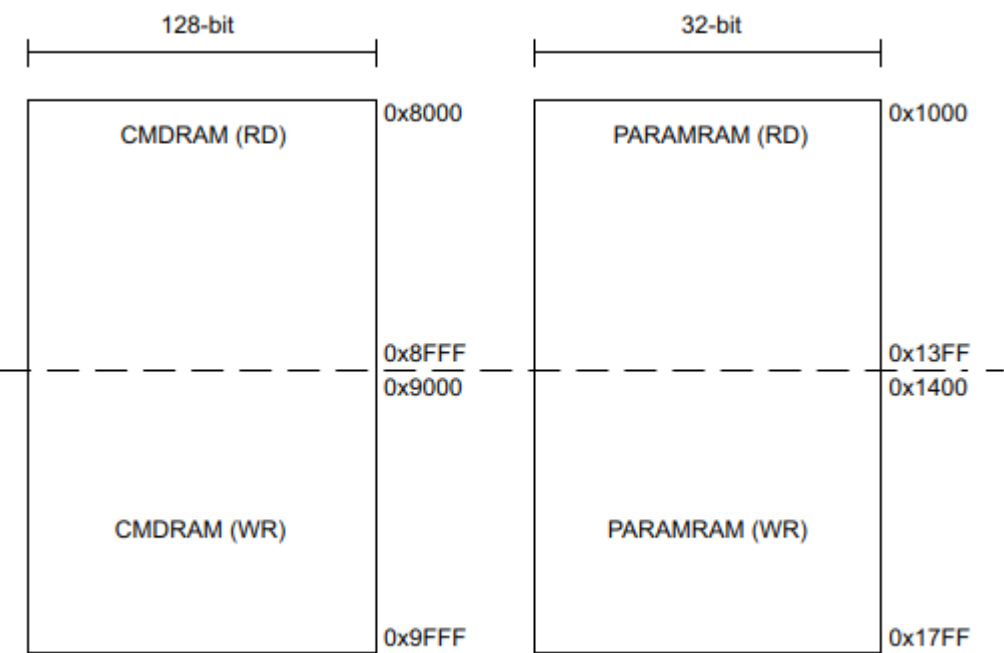 128-bit
32-bit
CMDRAM (RD)
0x8000
PARAMRAM (RD)
0x1000
0x8FFF
0x13FF
0x9000
0x1400
CMDRAM (WR)
PARAMRAM (WR)
0x9FFF
0x17FF